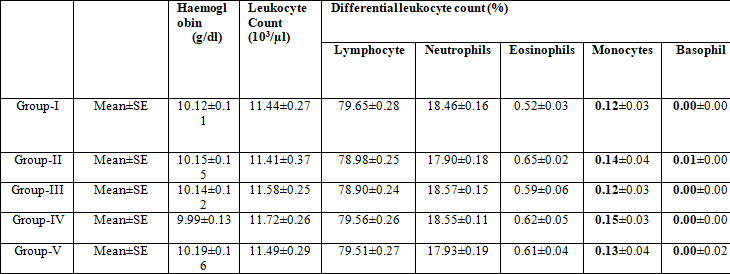 Haemogl Leukocyte Differential leukocyte count (%)
obin Count
(g/dl) (10³/µl)
Lymphocyte Neutrophils Eosinophils Monocytes Basophil
Group-I Mean±SE 10.12±0.1 11.44±0.27 79.65±0.28 18.46±0.16 0.52±0.03 0.12±0.03 0.00±0.00
1
Group-II Mean±SE 10.15±0.1 11.41±0.37 78.98±0.25 17.90±0.18 0.65±0.02 0.14±0.04 0.01±0.00
5
Group-III Mean±SE 10.14±0.1 11.58±0.25 78.90±0.24 18.57±0.15 0.59±0.06 0.12±0.03 0.00±0.00
2
Group-IV Mean±SE 9.99±0.13 11.72±0.26 79.56±0.26 18.55±0.11 0.62±0.05 0.15±0.03 0.00±0.00
Group-V Mean±SE 10.19±0.1 11.49±0.29 79.51±0.27 17.93±0.19 0.61±0.04 0.13±0.04 0.00±0.02
6